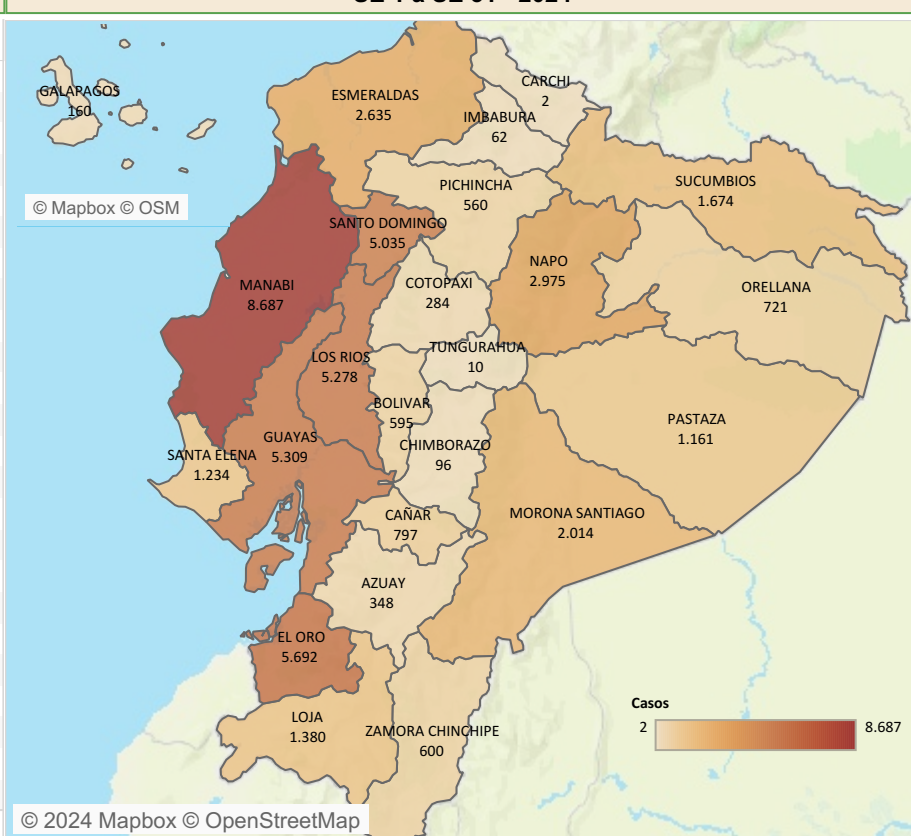 GALAPAGOS
160
© Mapbox © OSM
ESMERALDAS
2.635
CARCHI
2
IMBABURA
62
PICHINCHA
560
SUCUMBIOS
1.674
SANTO DOMINGO
5.035
NAPO
2.975
MANABI
8.687
COTOPAXI
284
ORELLANA
721
TUNGURAHUA
10
LOS RIOS
5.278
BOLIVAR
595
PASTAZA
1.161
GUAYAS
5.309
CHIMBORAZO
96
SANTA ELENA
1.234
CAÑAR
797
MORONA SANTIAGO
2.014
AZUAY
348
EL ORO
5.692
LOJA
1.380
ZAMORA CHINCHIPE
600
Casos
2
8.687
© 2024 Mapbox © OpenStreetMap